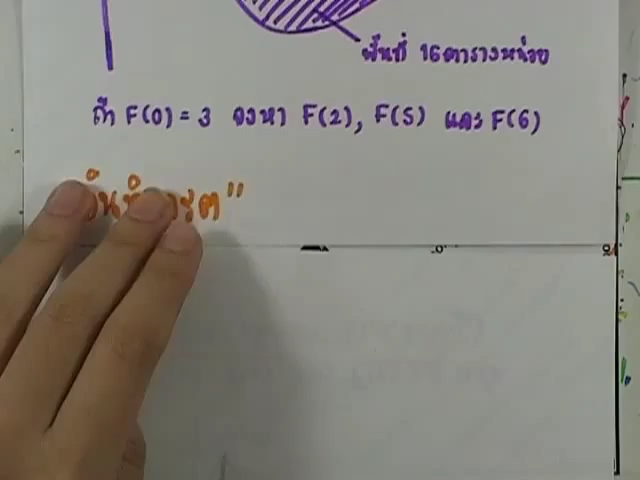 พื้นที่ 16 ตารางหน่วย
ถ้า F(0) = 3 จงหา F(2), F(5) และ F(6)